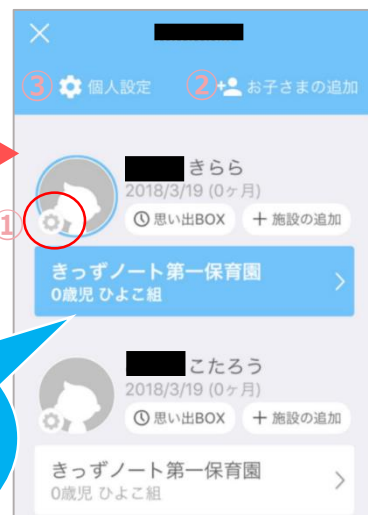 ③ 個人設定 ② お子さまの追加
きらら
2018/3/19 (0ヶ月)
思い出BOX ＋ 施設の追加
①
きっずノート第一保育園
0歳児 ひよこ組
こたろう
2018/3/19 (0ヶ月)
思い出BOX ＋ 施設の追加
きっずノート第一保育園
0歳児 ひよこ組